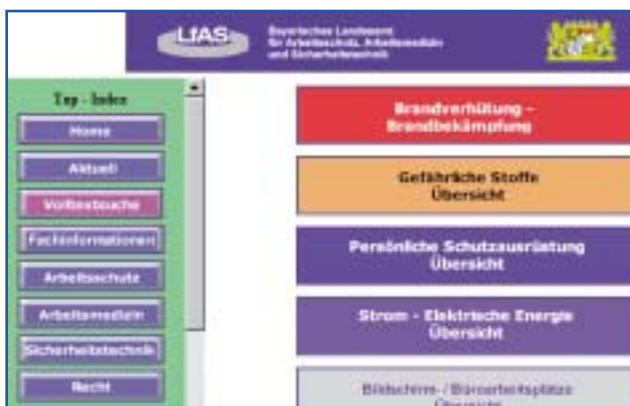 LfAS
Bayerisches Landesamt
für Arbeitsschutz, Arbeitsmedizin
und Sicherheitstechnik
Top - Index
Home
Aktuell
Volltextsuche
Fachinformationen
Arbeitsschutz
Arbeitsmedizin
Sicherheitstechnik
Recht
Brandverhütung -
Brandbekämpfung
Gefährliche Stoffe
Übersicht
Persönliche Schutzausrüstung
Übersicht
Strom - Elektrische Energie
Übersicht
Bildschirm- / Büroarbeitsplätze
Übersicht